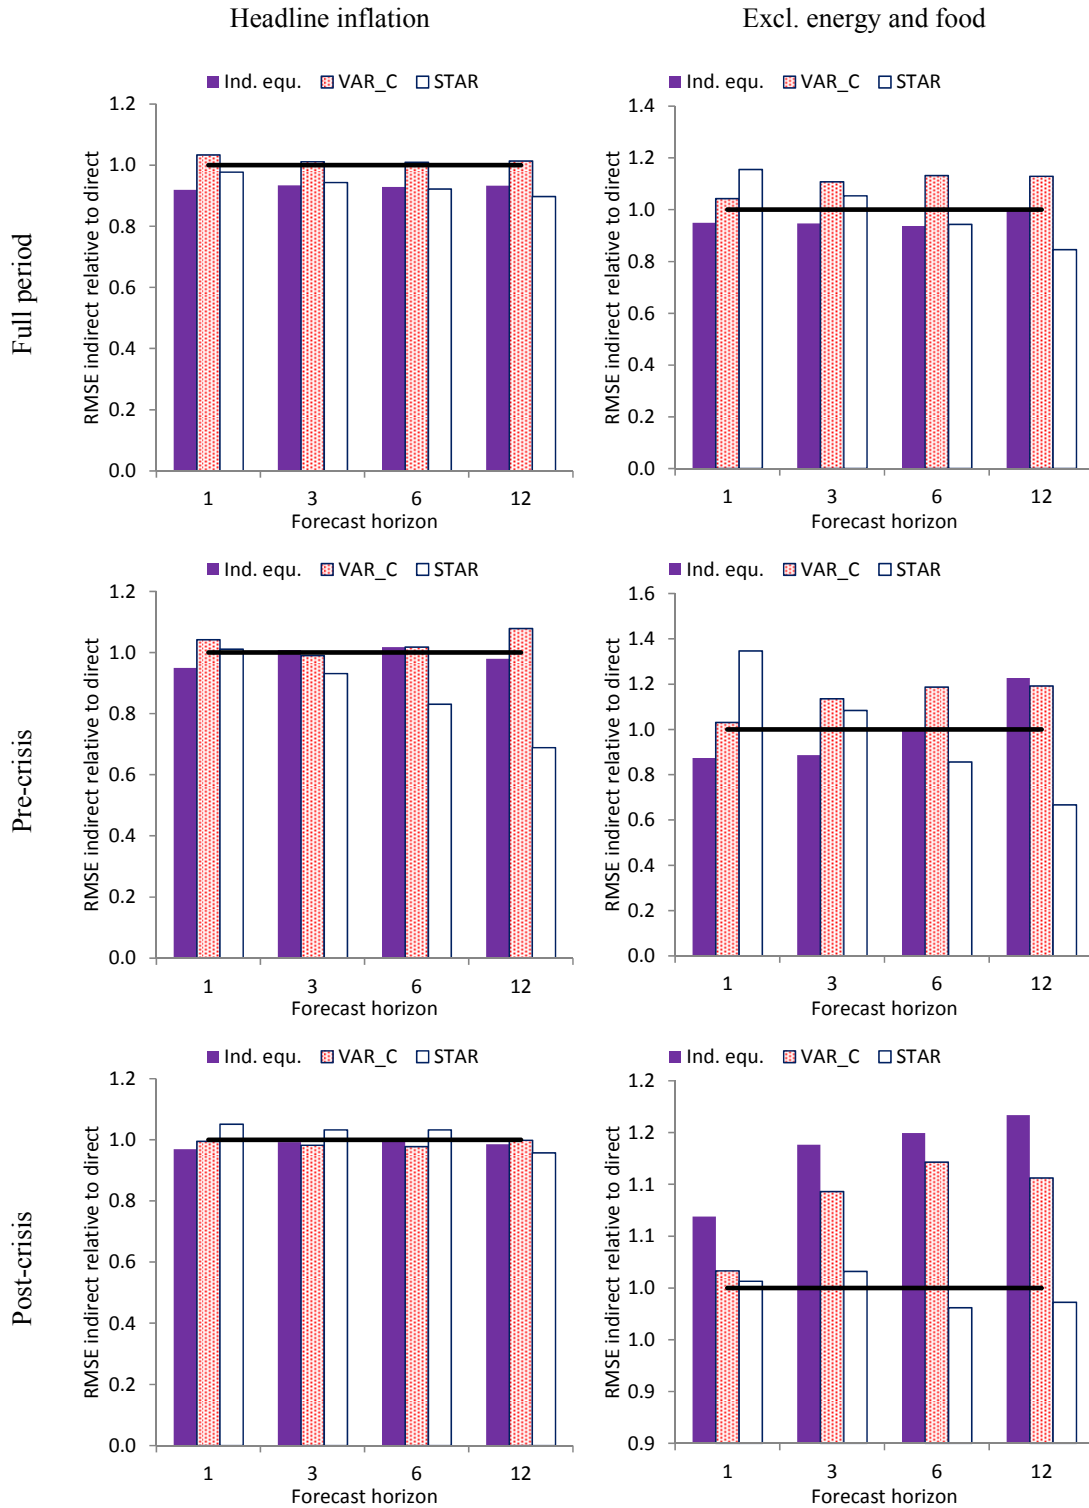 Headline inflation
Excl. energy and food
Full period
Ind. equ. VAR_C STAR
RMSE indirect relative to direct
1.2
1.0
0.8
0.6
0.4
0.2
0.0
1 3 6 12
Forecast horizon
Ind. equ. VAR_C STAR
RMSE indirect relative to direct
1.4
1.2
1.0
0.8
0.6
0.4
0.2
0.0
1 3 6 12
Forecast horizon
Pre-crisis
Ind. equ. VAR_C STAR
RMSE indirect relative to direct
1.2
1.0
0.8
0.6
0.4
0.2
0.0
1 3 6 12
Forecast horizon
Ind. equ. VAR_C STAR
RMSE indirect relative to direct
1.6
1.4
1.2
1.0
0.8
0.6
0.4
0.2
0.0
1 3 6 12
Forecast horizon
Post-crisis
Ind. equ. VAR_C STAR
RMSE indirect relative to direct
1.2
1.0
0.8
0.6
0.4
0.2
0.0
1 3 6 12
Forecast horizon
Ind. equ. VAR_C STAR
RMSE indirect relative to direct
1.2
1.2
1.1
1.1
1.0
1.0
0.9
0.9
1 3 6 12
Forecast horizon